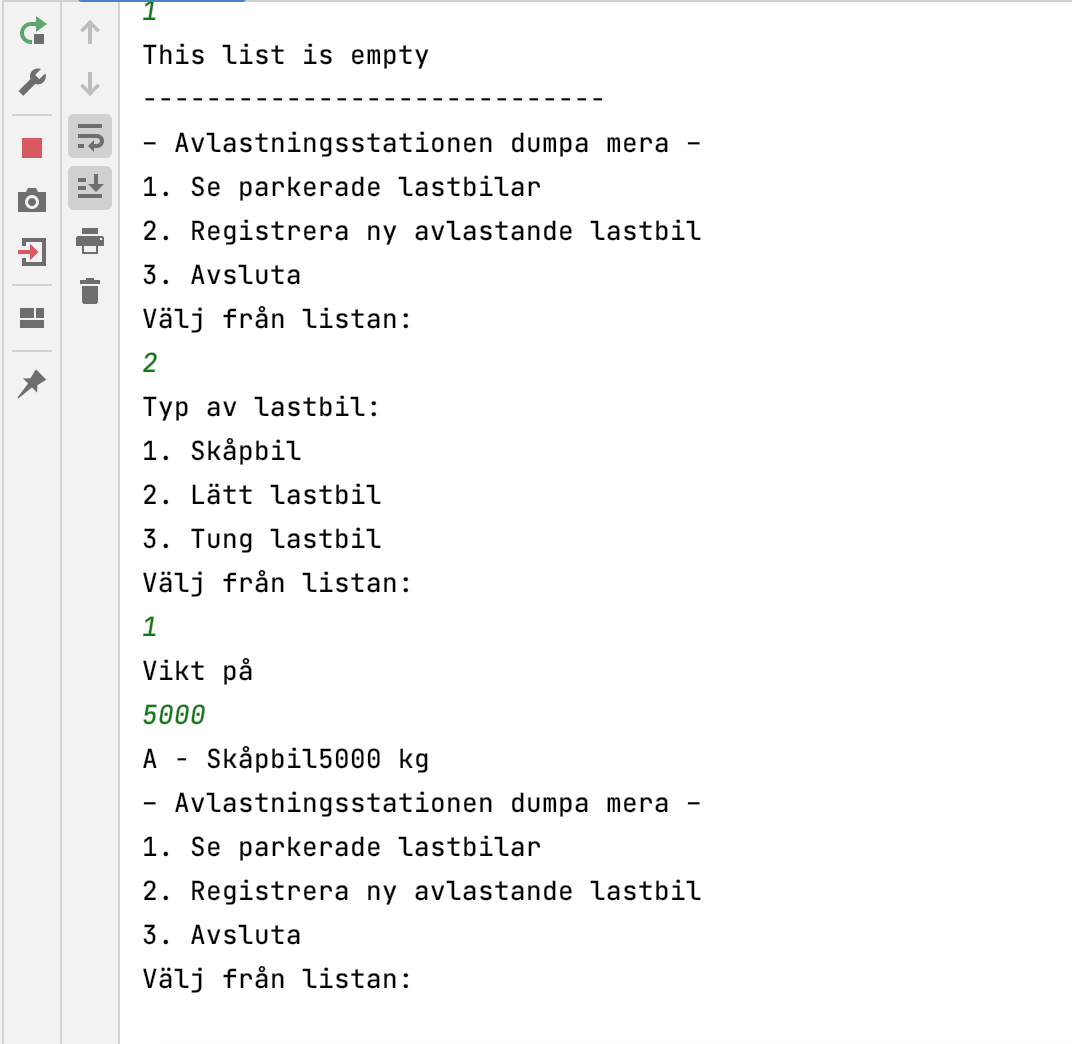 1
This list is empty
-----------------------------
– Avlastningsstationen dumpa mera –
1. Se parkerade lastbilar
2. Registrera ny avlastande lastbil
3. Avsluta
Välj från listan:
2
Typ av lastbil:
1. Skåpbil
2. Lätt lastbil
3. Tung lastbil
Välj från listan:
1
Vikt på
5000
A - Skåpbil5000 kg
– Avlastningsstationen dumpa mera –
1. Se parkerade lastbilar
2. Registrera ny avlastande lastbil
3. Avsluta
Välj från listan: